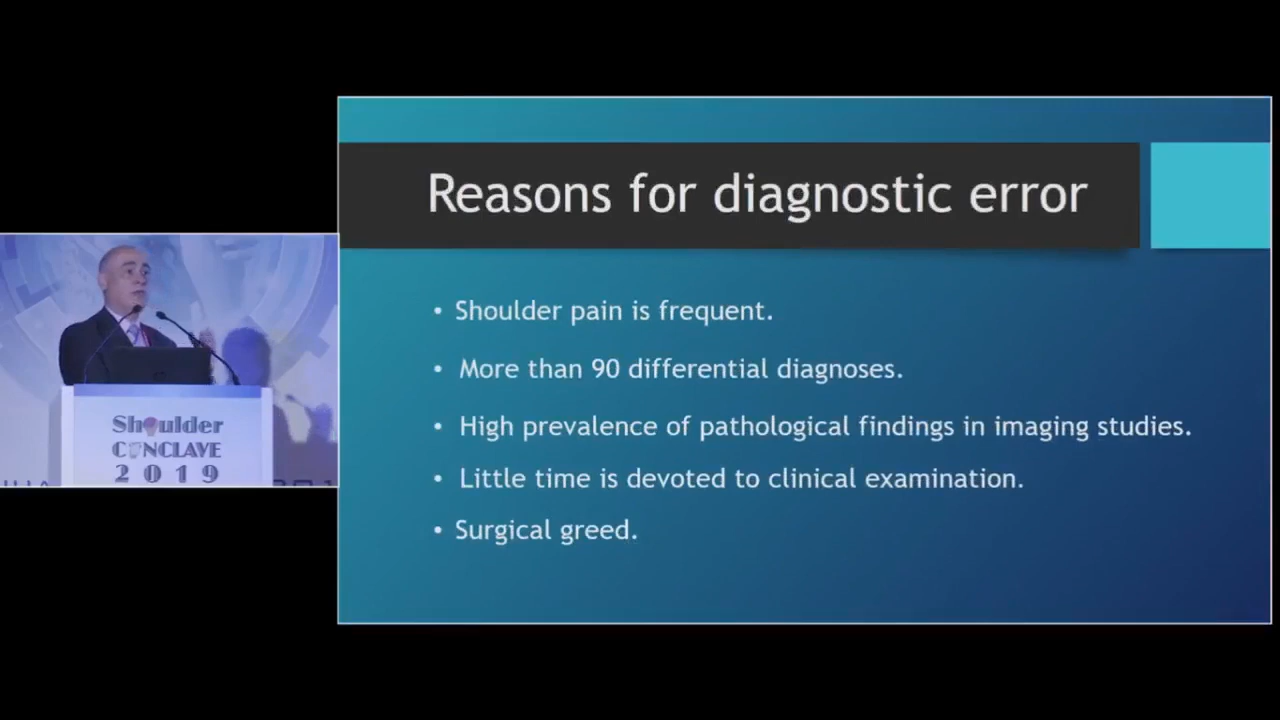 Reasons for diagnostic error
• Shoulder pain is frequent.
• More than 90 differential diagnoses.
• High prevalence of pathological findings in imaging studies.
• Little time is devoted to clinical examination.
• Surgical greed.
Shoulder
CONCLAVE
2019